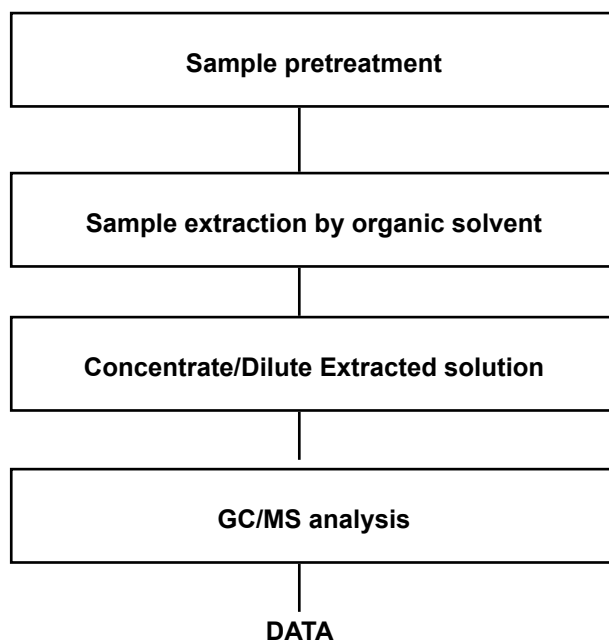 Sample pretreatment
Sample extraction by organic solvent
Concentrate/Dilute Extracted solution
GC/MS analysis
DATA